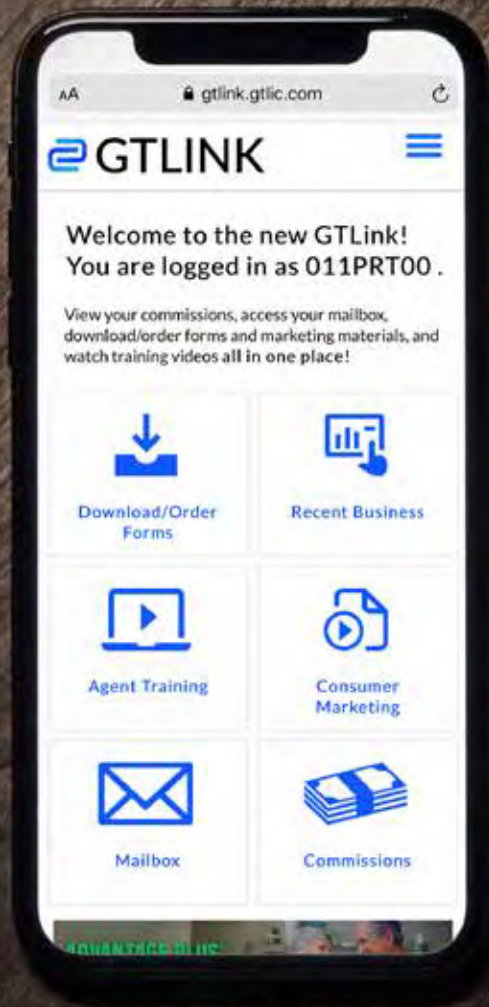 AA gtlink.gtlic.com
GTLINK
Welcome to the new GTLink!
You are logged in as 011PRT00 .
View your commissions, access your mailbox,
download/order forms and marketing materials, and
watch training videos all in one place!
Download/Order
Forms
Recent Business
Agent Training
Consumer
Marketing
Mailbox
Commissions
ADVANTAGE PLUS